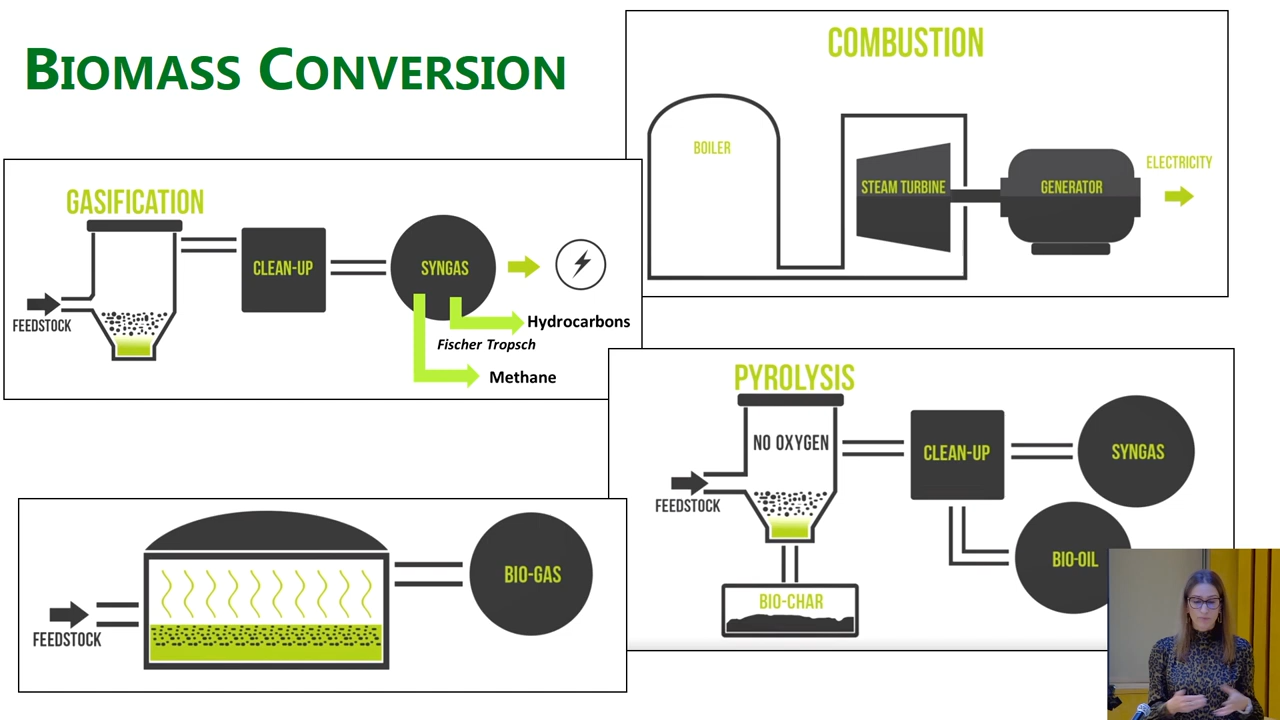 BIOMASS CONVERSION
COMBUSTION
BOILER
STEAM TURBINE
GENERATOR
ELECTRICITY
GASIFICATION
FEEDSTOCK
CLEAN-UP
SYNGAS
Hydrocarbons
Fischer Tropsch
Methane
PYROLYSIS
NO OXYGEN
FEEDSTOCK
CLEAN-UP
SYNGAS
BIO-OIL
BIO-CHAR
FEEDSTOCK
BIO-GAS